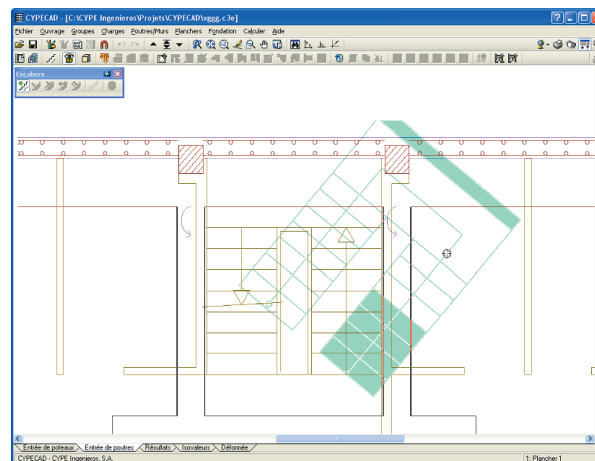 CYPECAD - [C:\CYPE Ingenieros\Projets\CYPECAD\xggg.c3e]
Fichier Ouvrage Groupes Charges Poutres/Murs Planchers Fondation Calculer Aide
Escaliers
Entrée de poteaux Entrée de poutres Résultats Isovaleurs Déformée
CYPECAD - CYPE Ingenieros, S.A. 1: Plancher 1